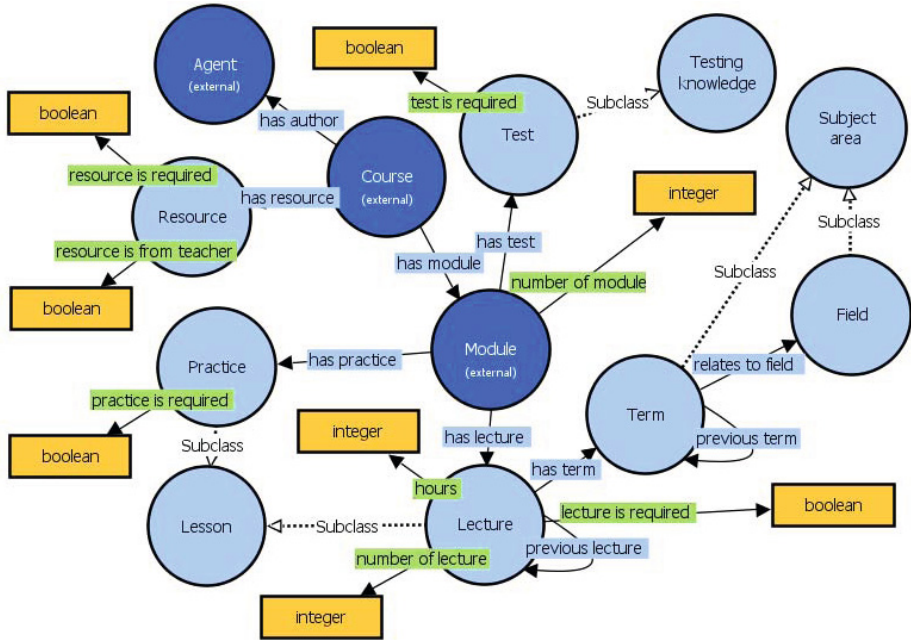 boolean
Agent
(external)
Testing
knowledge
boolean
test is required
Subclass
Test
has author
Subject
area
resource is required
Course
(external)
has resource
Resource
integer
Subclass
resource is from teacher
has test
has module
Subclass
number of module
boolean
Field
Module
(external)
has practice
Practice
relates to field
practice is required
Term
integer
has lecture
previous term
Subclass
boolean
has term
hours
lecture is required
boolean
Lesson
Subclass
Lecture
previous lecture
number of lecture
integer
boolean